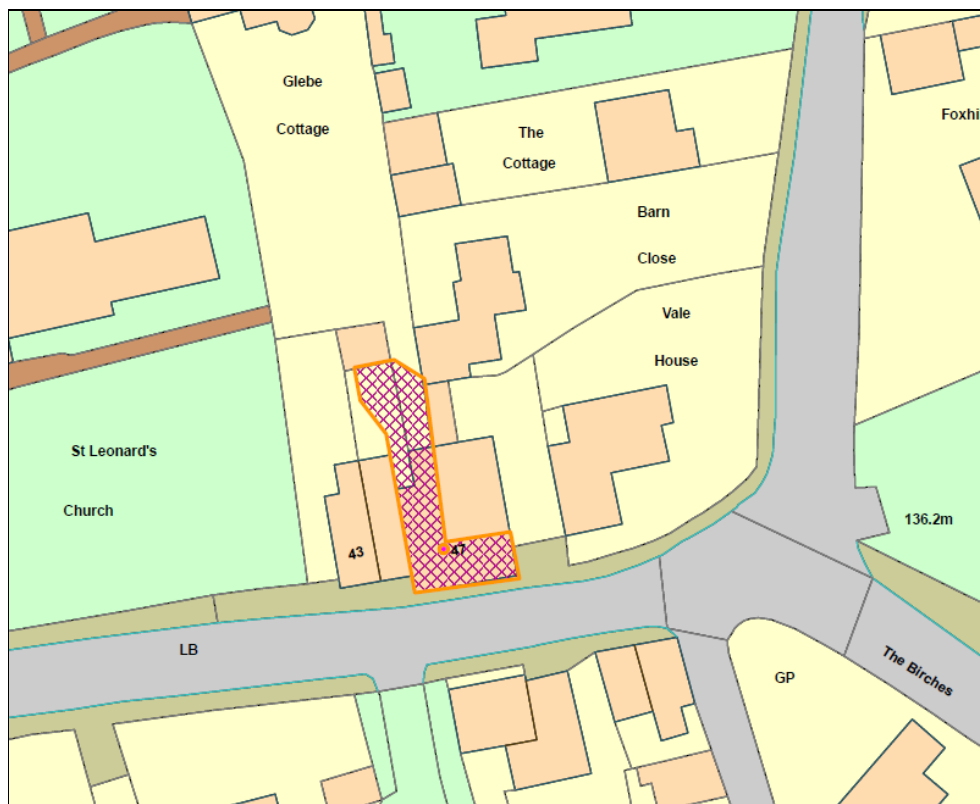 Glebe
Cottage
The
Cottage
Foxhi
Barn
Close
Vale
House
St Leonard's
Church
136.2m
43
47
LB
GP
The Birches